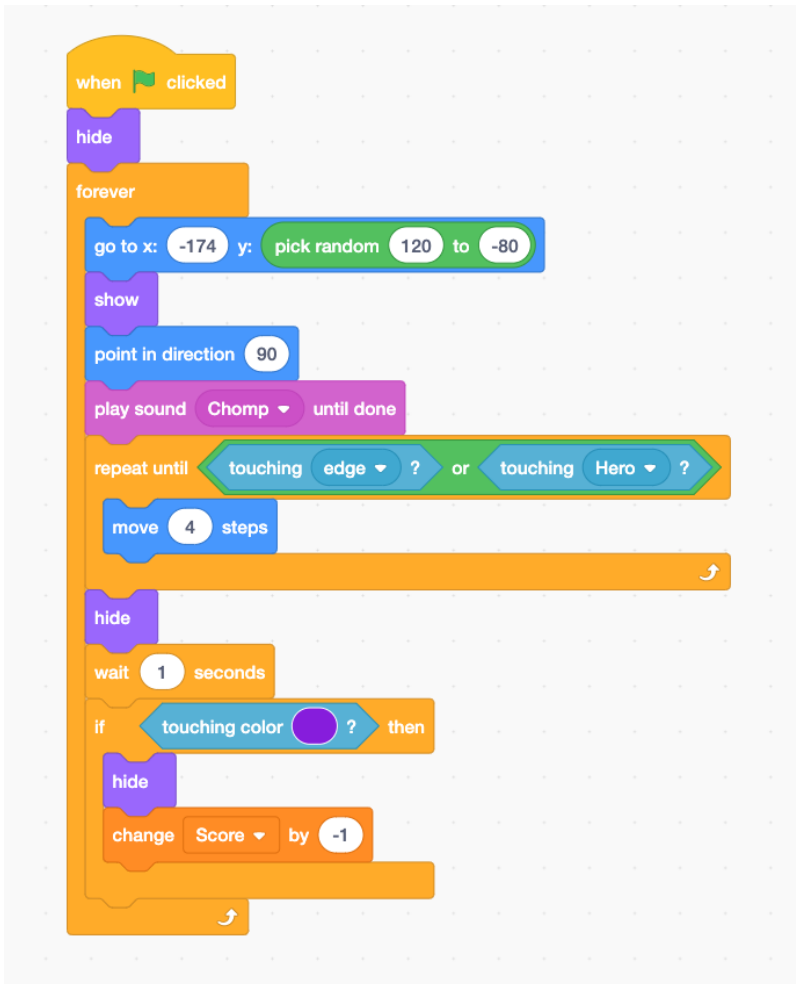 when clicked
hide
forever
go to x: -174 y: pick random 120 to -80
show
point in direction 90
play sound Chomp until done
repeat until touching edge ? or touching Hero ?
move 4 steps
hide
wait 1 seconds
if touching color ? then
hide
change Score by -1